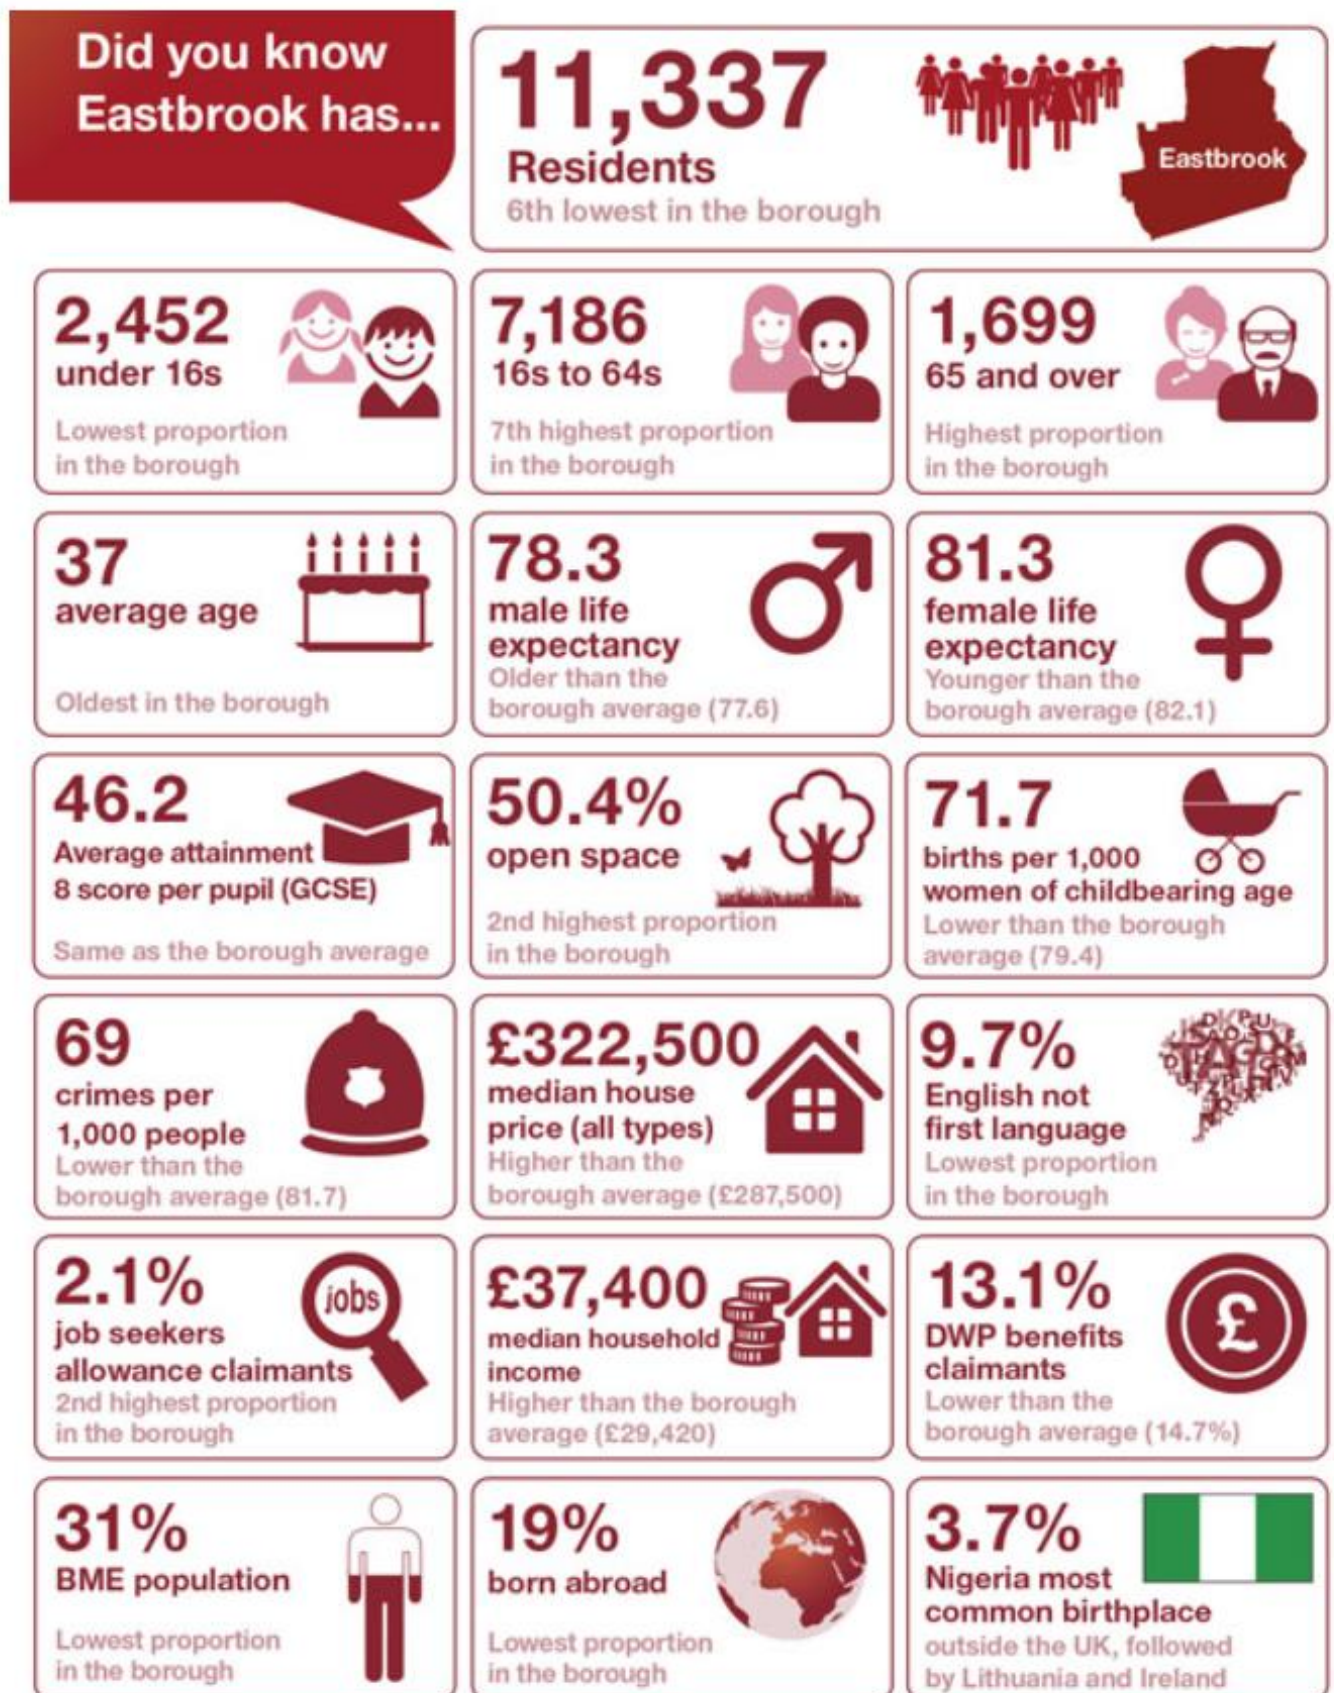 Did you know
Eastbrook has...
11,337
Residents
6th lowest in the borough
Eastbrook
2,452
under 16s
Lowest proportion
in the borough
7,186
16s to 64s
7th highest proportion
in the borough
1,699
65 and over
Highest proportion
in the borough
37
average age
Oldest in the borough
78.3
male life
expectancy
Older than the
borough average (77.6)
81.3
female life
expectancy
Younger than the
borough average (82.1)
46.2
Average attainment
8 score per pupil (GCSE)
Same as the borough average
50.4%
open space
2nd highest proportion
in the borough
71.7
births per 1,000
women of childbearing age
Lower than the borough
average (79.4)
69
crimes per
1,000 people
Lower than the
borough average (81.7)
£322,500
median house
price (all types)
Higher than the
borough average (£287,500)
9.7%
English not
first language
Lowest proportion
in the borough
2.1%
job seekers
allowance claimants
2nd highest proportion
in the borough
jobs
£37,400
median household
income
Higher than the borough
average (£29,420)
13.1%
DWP benefits
claimants
Lower than the
borough average (14.7%)
£
31%
BME population
Lowest proportion
in the borough
19%
born abroad
Lowest proportion
in the borough
3.7%
Nigeria most
common birthplace
outside the UK, followed
by Lithuania and Ireland